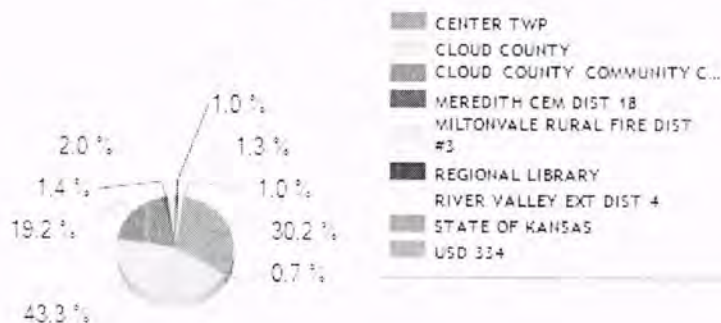 1.0 %
2.0 %
1.3 %
1.4 %
1.0 %
19.2 %
30.2 %
0.7 %
43.3 %
CENTER TWP
CLOUD COUNTY
CLOUD COUNTY COMMUNITY C...
MEREDITH CEM DIST 18
MILTONVALE RURAL FIRE DIST
#3
REGIONAL LIBRARY
RIVER VALLEY EXT DIST 4
STATE OF KANSAS
USD 334